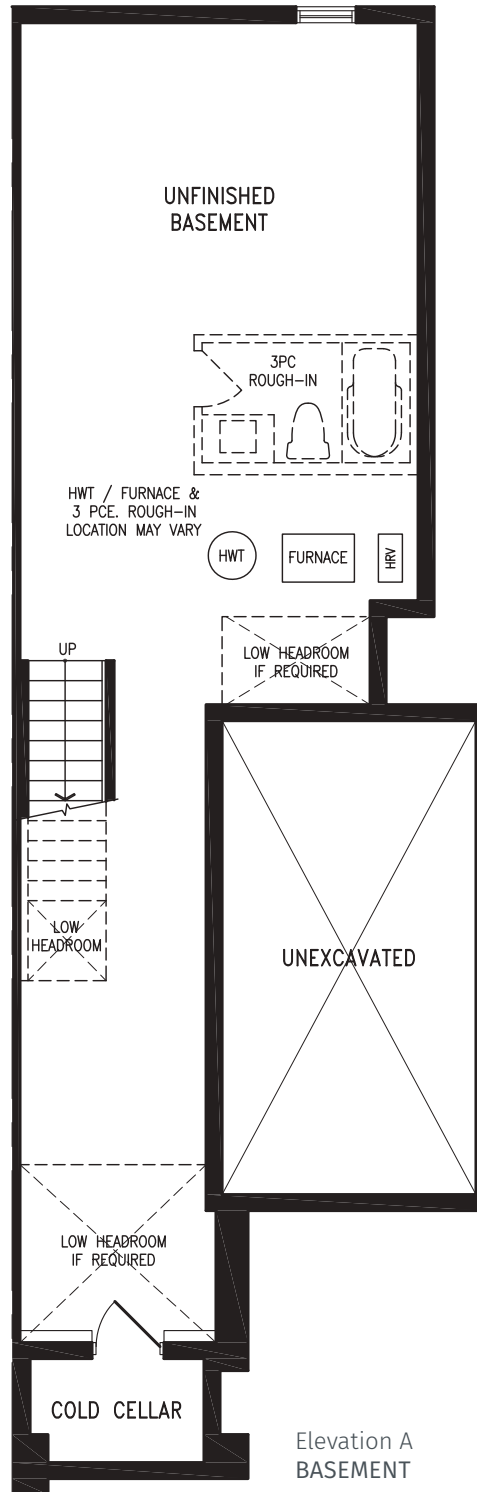 UNFINISHED
BASEMENT
3PC
ROUGH-IN
HWT / FURNACE &
3 PCE. ROUGH-IN
LOCATION MAY VARY
HWT
FURNACE
HRV
UP
LOW HEADROOM
IF REQUIRED
LOW
HEADROOM
UNEXCAVATED
LOW HEADROOM
IF REQUIRED
COLD CELLAR
Elevation A
BASEMENT